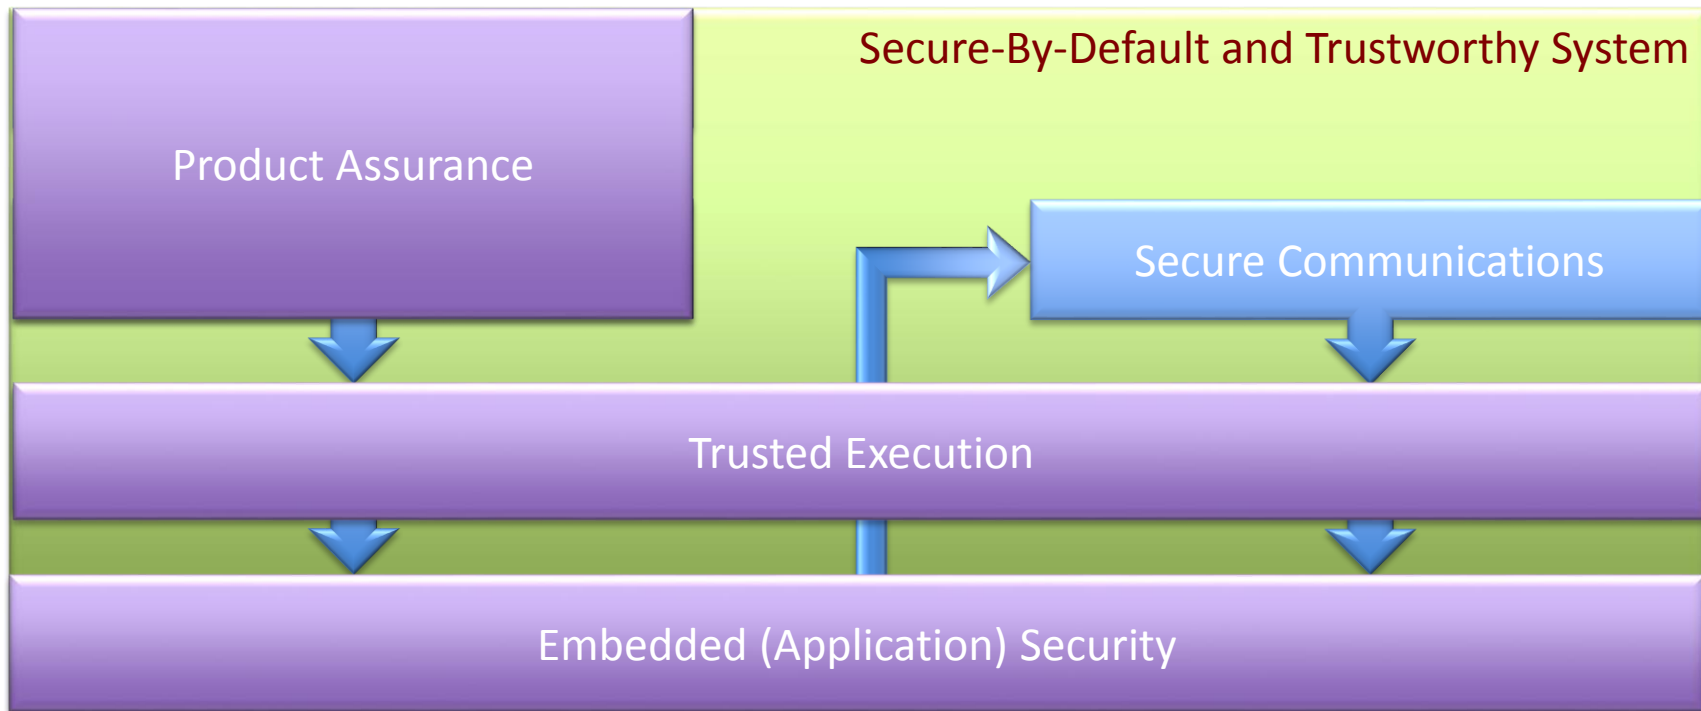 Secure-By-Default and Trustworthy System
Product Assurance
Secure Communications
Trusted Execution
Embedded (Application) Security